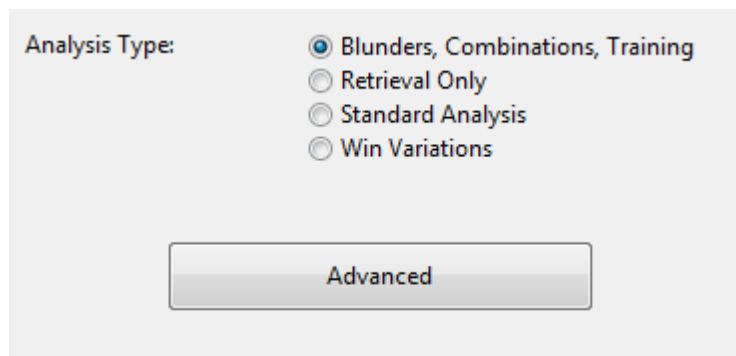 Analysis Type: Blunders, Combinations, Training
Retrieval Only
Standard Analysis
Win Variations
Advanced